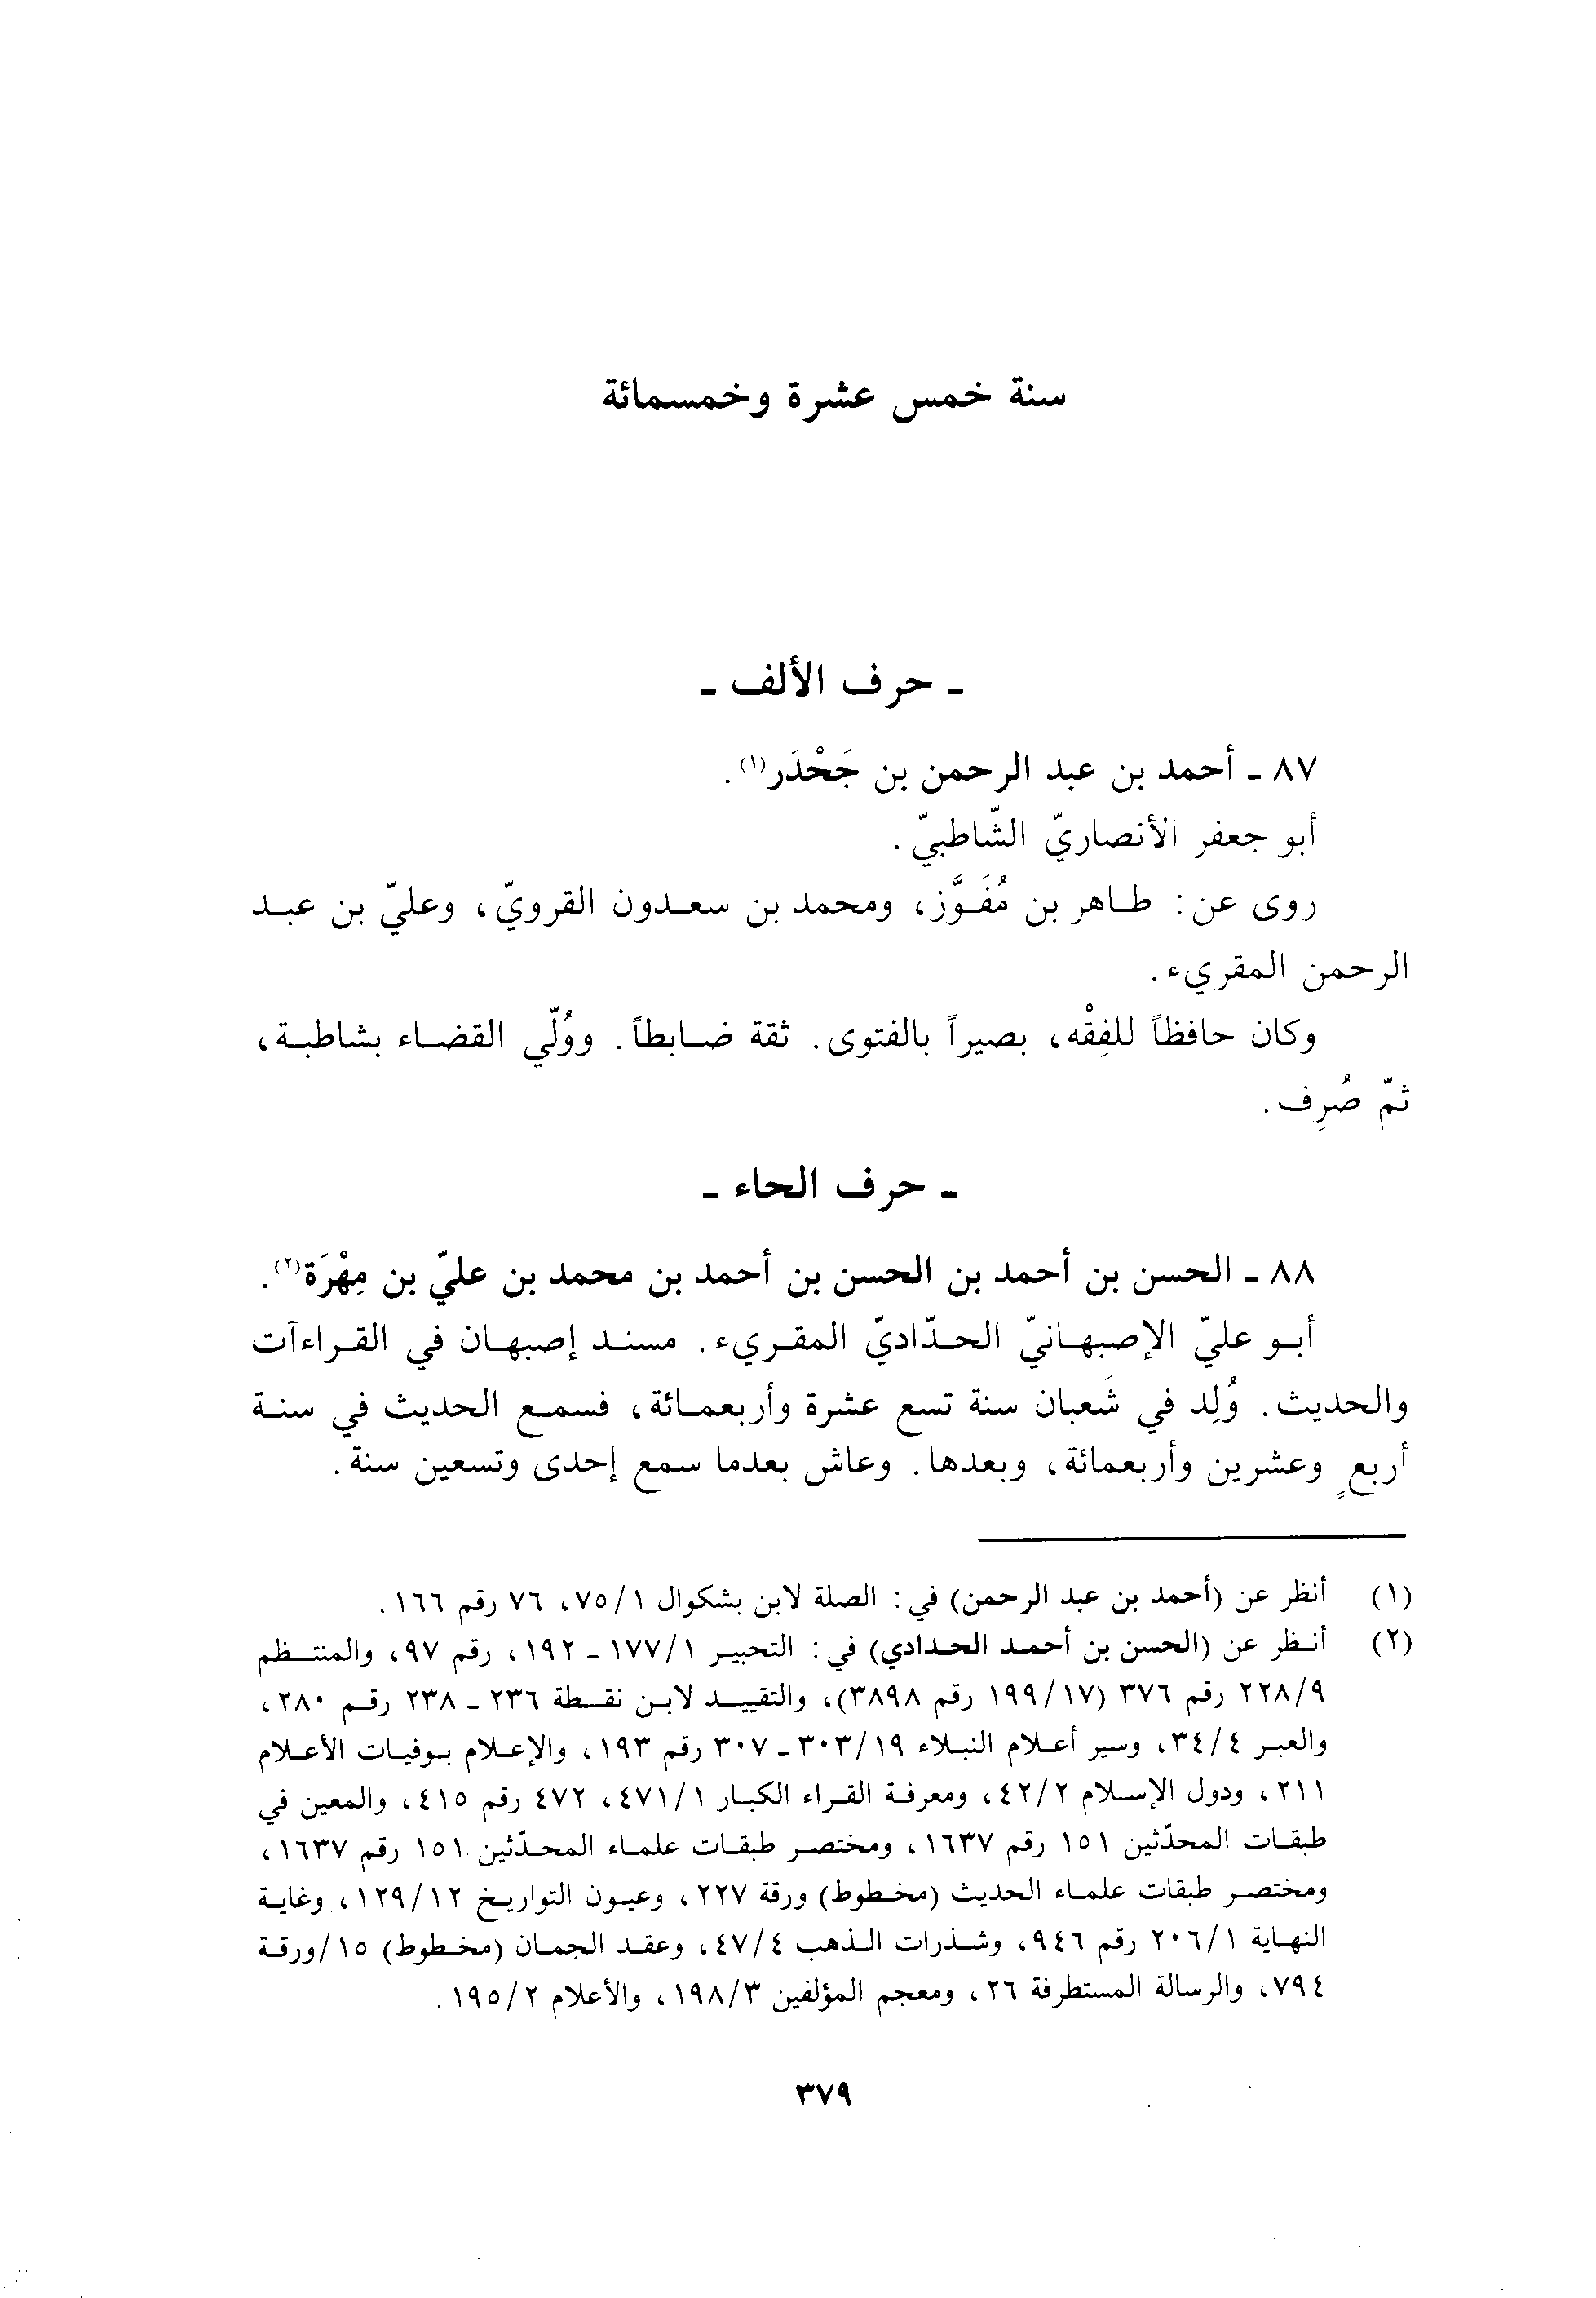 سنة خمس عشرة وخمسمائة
ـ حرف الألف ـ
٨٧ ـ أحمد بن عبد الرحمن بن جَحْدَر(١).
أبو جعفر الأنصاريّ الشّاطبيّ.
روى عن: طاهر بن مُفَوَّز، ومحمد بن سعدون القرويّ، وعليّ بن عبد
الرحمن المقريء.
وكان حافظاً للفِقْه، بصيراً بالفتوى. ثقة ضابطاً. ووُلّي القضاء بشاطبة،
ثمّ صُرِف.
ـ حرف الحاء ـ
٨٨ ـ الحسن بن أحمد بن الحسن بن أحمد بن محمد بن عليّ بن مِهْرَة(٢).
أبو عليّ الإصبهانيّ الحدّاديّ المقريء. مسند إصبهان في القراءآت
والحديث. وُلِد في شَعبان سنة تسع عشرة وأربعمائة، فسمع الحديث في سنة
أربعٍ وعشرين وأربعمائة، وبعدها. وعاش بعدما سمع إحدى وتسعين سنة.
(١) أنظر عن (أحمد بن عبد الرحمن) في: الصلة لابن بشكوال ١/٧٥، ٧٦ رقم ١٦٦.
(٢) أنظر عن (الحسن بن أحمد الحدادي) في: التحبير ١/١٧٧ ـ ١٩٢، رقم ٩٧، والمنتظم
٩/٢٢٨ رقم ٣٧٦ (١٧/١٩٩ رقم ٣٨٩٨)، والتقييد لابن نقطة ٢٣٦ ـ ٢٣٨ رقم ٢٨٠،
والعبر ٤/٣٤، وسير أعلام النبلاء ١٩/٣٠٣ ـ ٣٠٧ رقم ١٩٣، والإعلام بوفيات الأعلام
٢١١، ودول الإسلام ٢/٤٢، ومعرفة القراء الكبار ١/٤٧١، ٤٧٢ رقم ٤١٥، والمعين في
طبقات المحدّثين ١٥١ رقم ١٦٣٧، ومختصر طبقات علماء المحدّثين ١٥١ رقم ١٦٣٧،
ومختصر طبقات علماء الحديث (مخطوط) ورقة ٢٢٧، وعيون التواريخ ١٢/١٢٩، وغاية
النهاية ١/٢٠٦ رقم ٩٤٦، وشذرات الذهب ٤/٤٧، وعقد الجمان (مخطوط) ١٥/ورقة
٧٩٤، والرسالة المستطرفة ٢٦، ومعجم المؤلفين ٣/١٩٨، والأعلام ٢/١٩٥.
٣٧٩